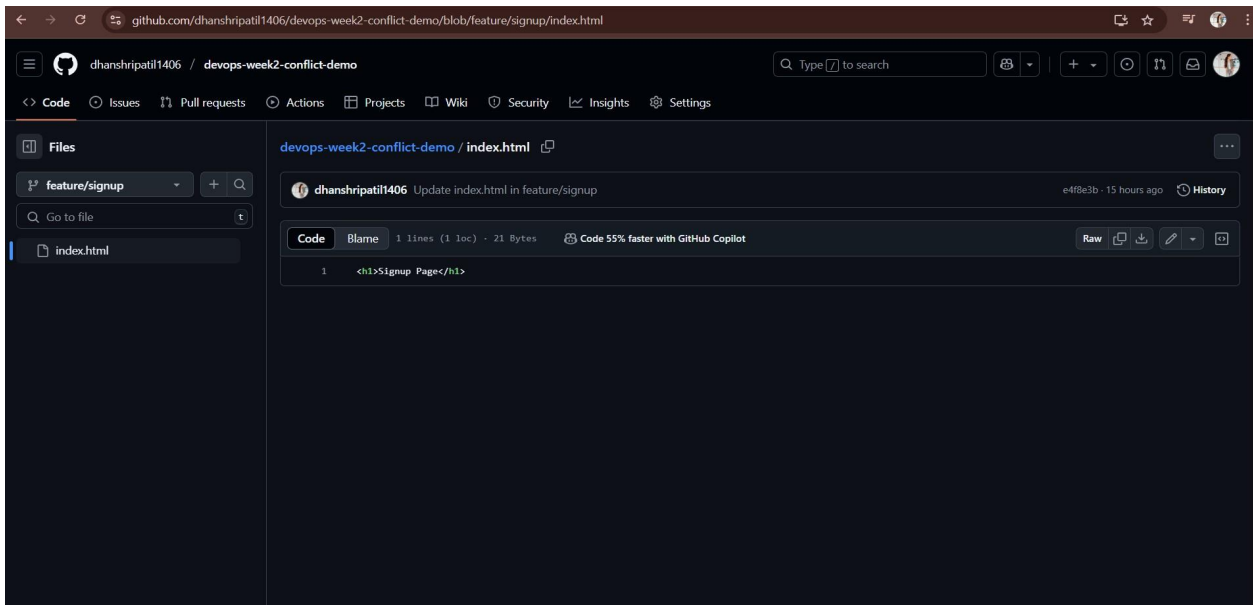 github.com/dhanshripatil1406/devops-week2-conflict-demo/blob/feature/signup/index.html
dhanshripatil1406 / devops-week2-conflict-demo
Type / to search
Code Issues Pull requests Actions Projects Wiki Security Insights Settings
Files
devops-week2-conflict-demo / index.html
feature/signup
dhanshripatil1406 Update index.html in feature/signup
e4f8e3b · 15 hours ago History
Go to file t
Code Blame 1 lines (1 loc) · 21 Bytes Code 55% faster with GitHub Copilot Raw
index.html
1 <h1>Signup Page</h1>